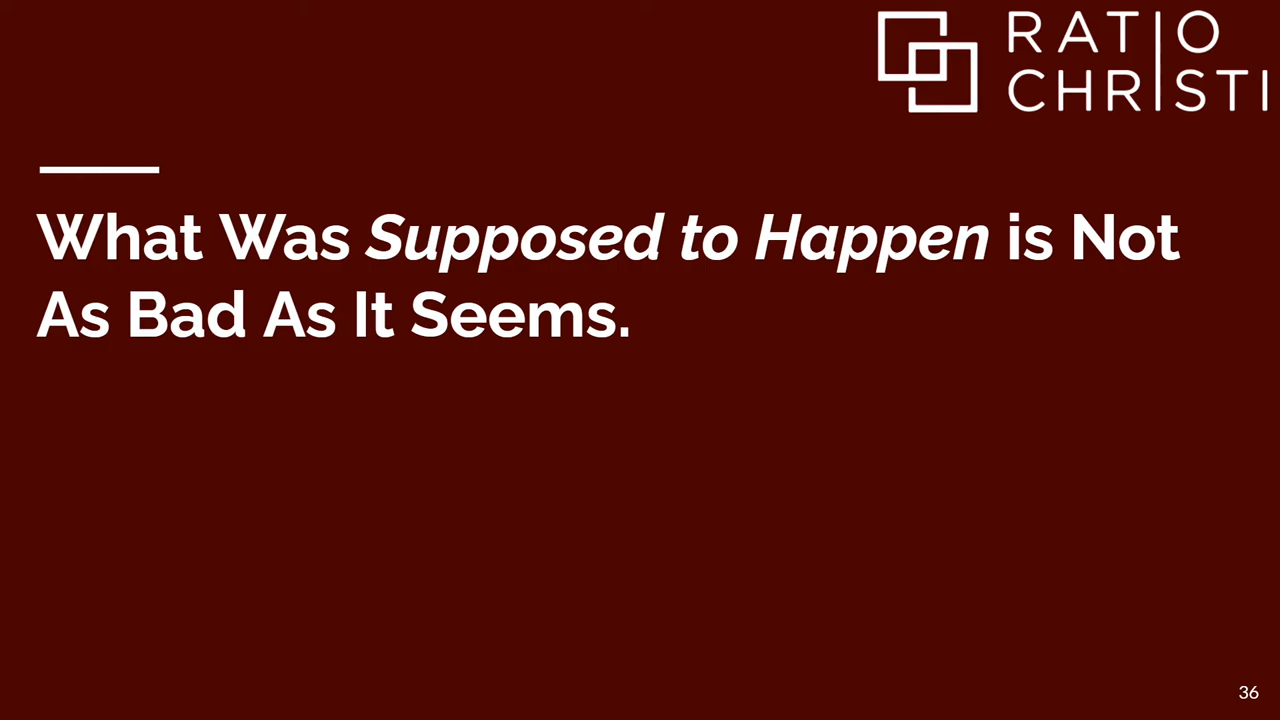 RATIO
CHRISTI
What Was Supposed to Happen is Not
As Bad As It Seems.
36